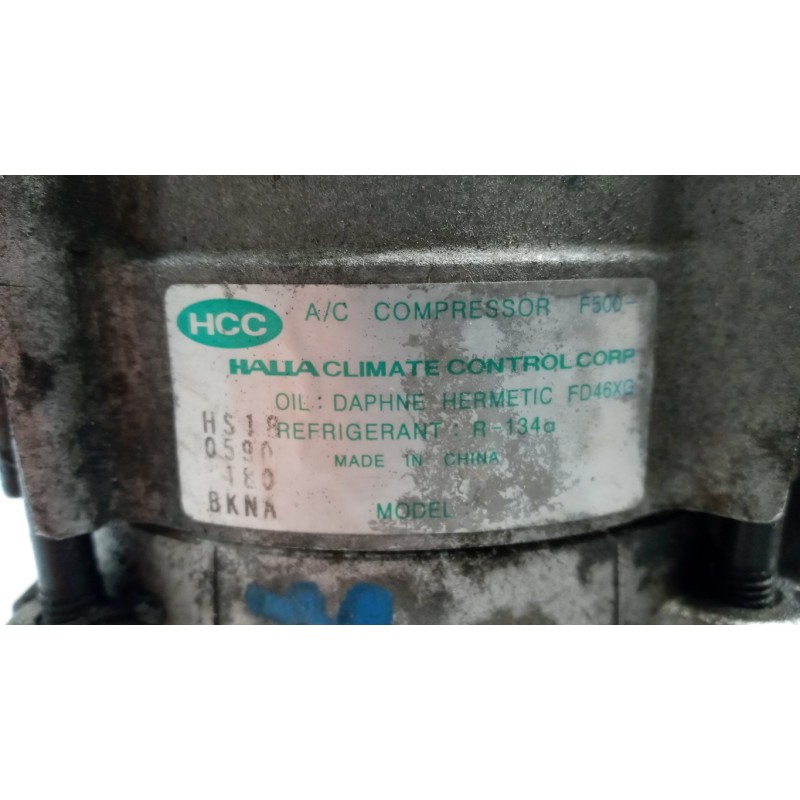 HCC A/C COMPRESSOR F500-
HALLA CLIMATE CONTROL CORP
OIL: DAPHNE HERMETIC FD46XG
HS18 REFRIGERANT : R-134a
0590
MADE IN CHINA
180
BKNA
MODEL